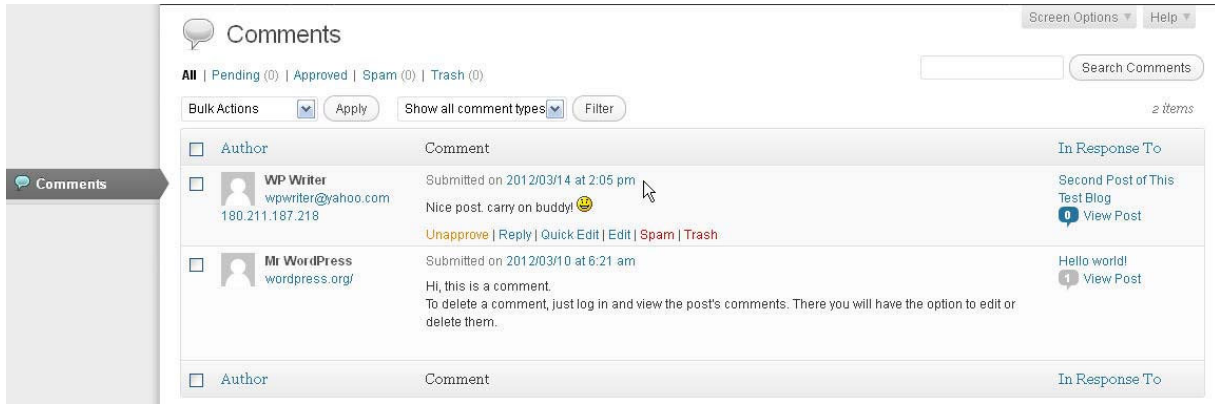 Screen Options Help
Comments
All | Pending (0) | Approved | Spam (0) | Trash (0)
Search Comments
Bulk Actions Apply Show all comment types Filter
2 items
Author Comment In Response To
Comments
WP Writer
wpwriter@yahoo.com
180.211.187.218
Submitted on 2012/03/14 at 2:05 pm
Nice post. carry on buddy!
Unapprove | Reply | Quick Edit | Edit | Spam | Trash
Second Post of This
Test Blog
0 View Post
Mr WordPress
wordpress.org/
Submitted on 2012/03/10 at 6:21 am
Hi, this is a comment.
To delete a comment, just log in and view the post's comments. There you will have the option to edit or
delete them.
Hello world!
1 View Post
Author Comment In Response To